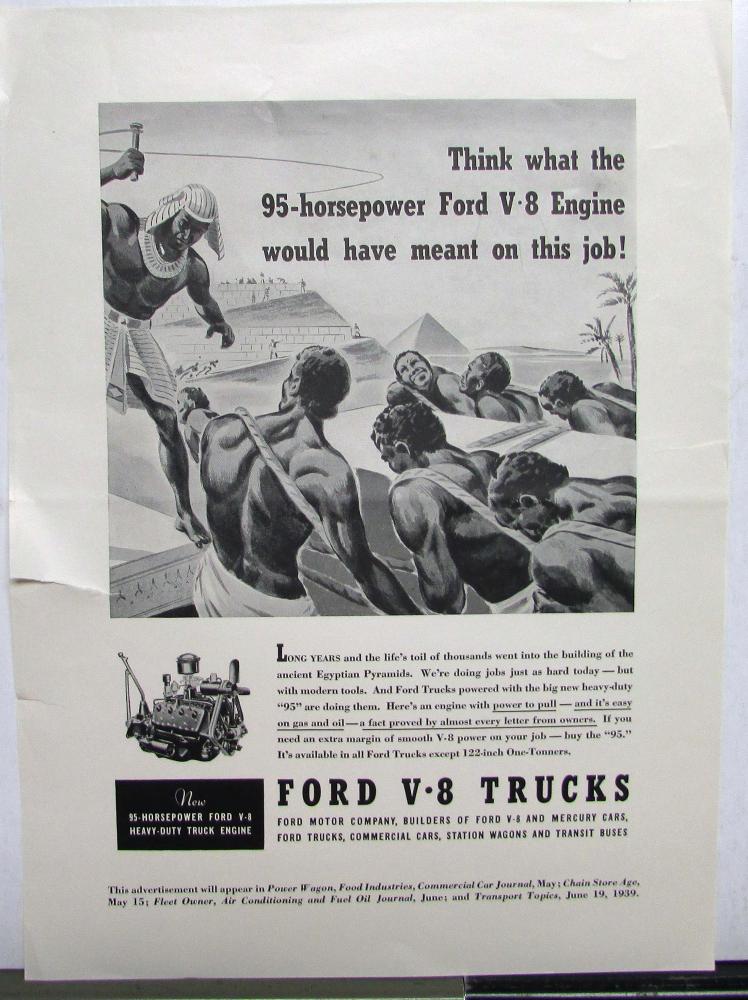 Think what the
95-horsepower Ford V·8 Engine
would have meant on this job!
LONG YEARS and the life's toil of thousands went into the building of the
ancient Egyptian Pyramids. We're doing jobs just as hard today — but
with modern tools. And Ford Trucks powered with the big new heavy-duty
"95" are doing them. Here's an engine with power to pull — and it's easy
on gas and oil — a fact proved by almost every letter from owners. If you
need an extra margin of smooth V-8 power on your job — buy the "95."
It's available in all Ford Trucks except 122-inch One-Tonners.
New
95-HORSEPOWER FORD V-8
HEAVY-DUTY TRUCK ENGINE
FORD V·8 TRUCKS
FORD MOTOR COMPANY, BUILDERS OF FORD V-8 AND MERCURY CARS,
FORD TRUCKS, COMMERCIAL CARS, STATION WAGONS AND TRANSIT BUSES
This advertisement will appear in Power Wagon, Food Industries, Commercial Car Journal, May; Chain Store Age,
May 15; Fleet Owner, Air Conditioning and Fuel Oil Journal, June; and Transport Topics, June 19, 1939.